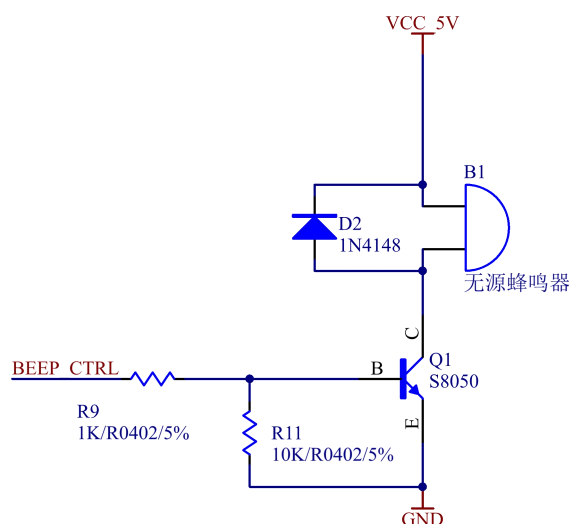 VCC_5V
B1
D2
1N4148
无源蜂鸣器
C
BEEP_CTRL
B
Q1
S8050
R9
1K/R0402/5%
R11
10K/R0402/5%
E
GND